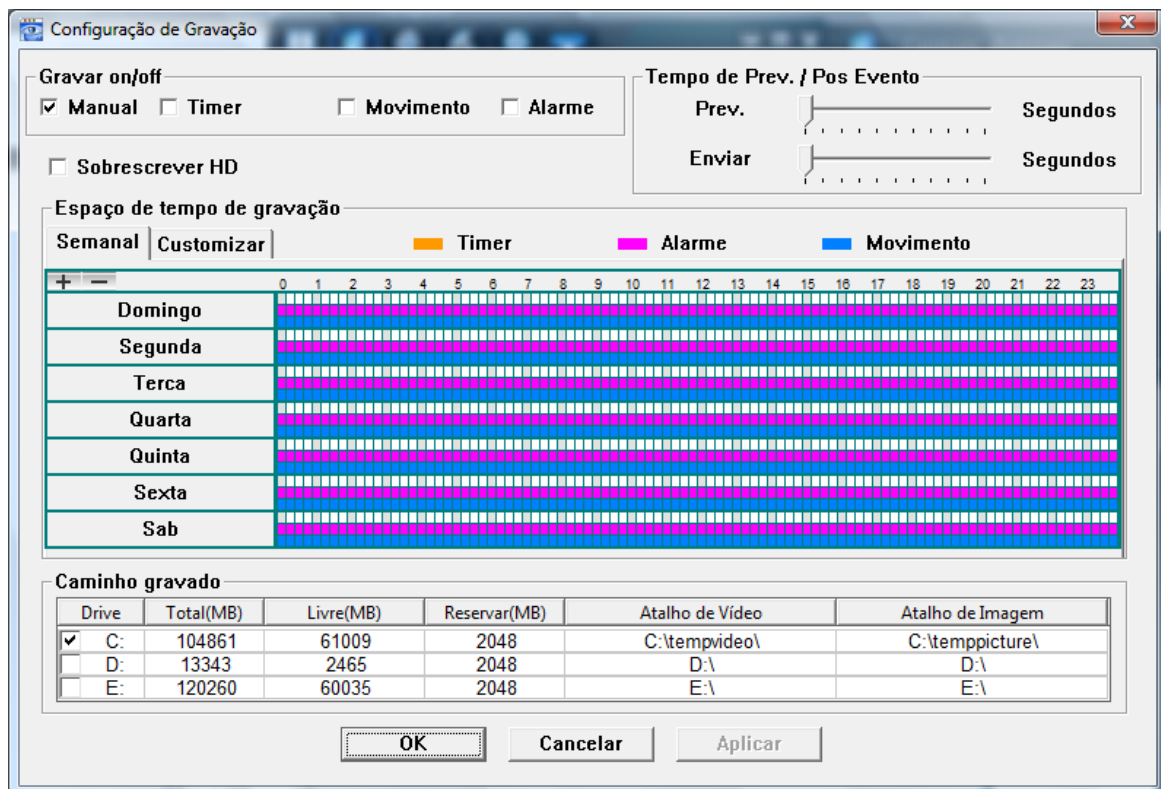 Configuração de Gravação
Gravar on/off
Manual Timer Movimento Alarme
Tempo de Prev. / Pos Evento
Prev. Segundos
Enviar Segundos
Sobrescrever HD
Espaço de tempo de gravação
Semanal Customizar Timer Alarme Movimento
+ − 0 1 2 3 4 5 6 7 8 9 10 11 12 13 14 15 16 17 18 19 20 21 22 23
Domingo
Segunda
Terca
Quarta
Quinta
Sexta
Sab
Caminho gravado
Drive Total(MB) Livre(MB) Reservar(MB) Atalho de Vídeo Atalho de Imagem
C: 104861 61009 2048 C:\tempvideo\ C:\temppicture\
D: 13343 2465 2048 D:\ D:\
E: 120260 60035 2048 E:\ E:\
OK Cancelar Aplicar